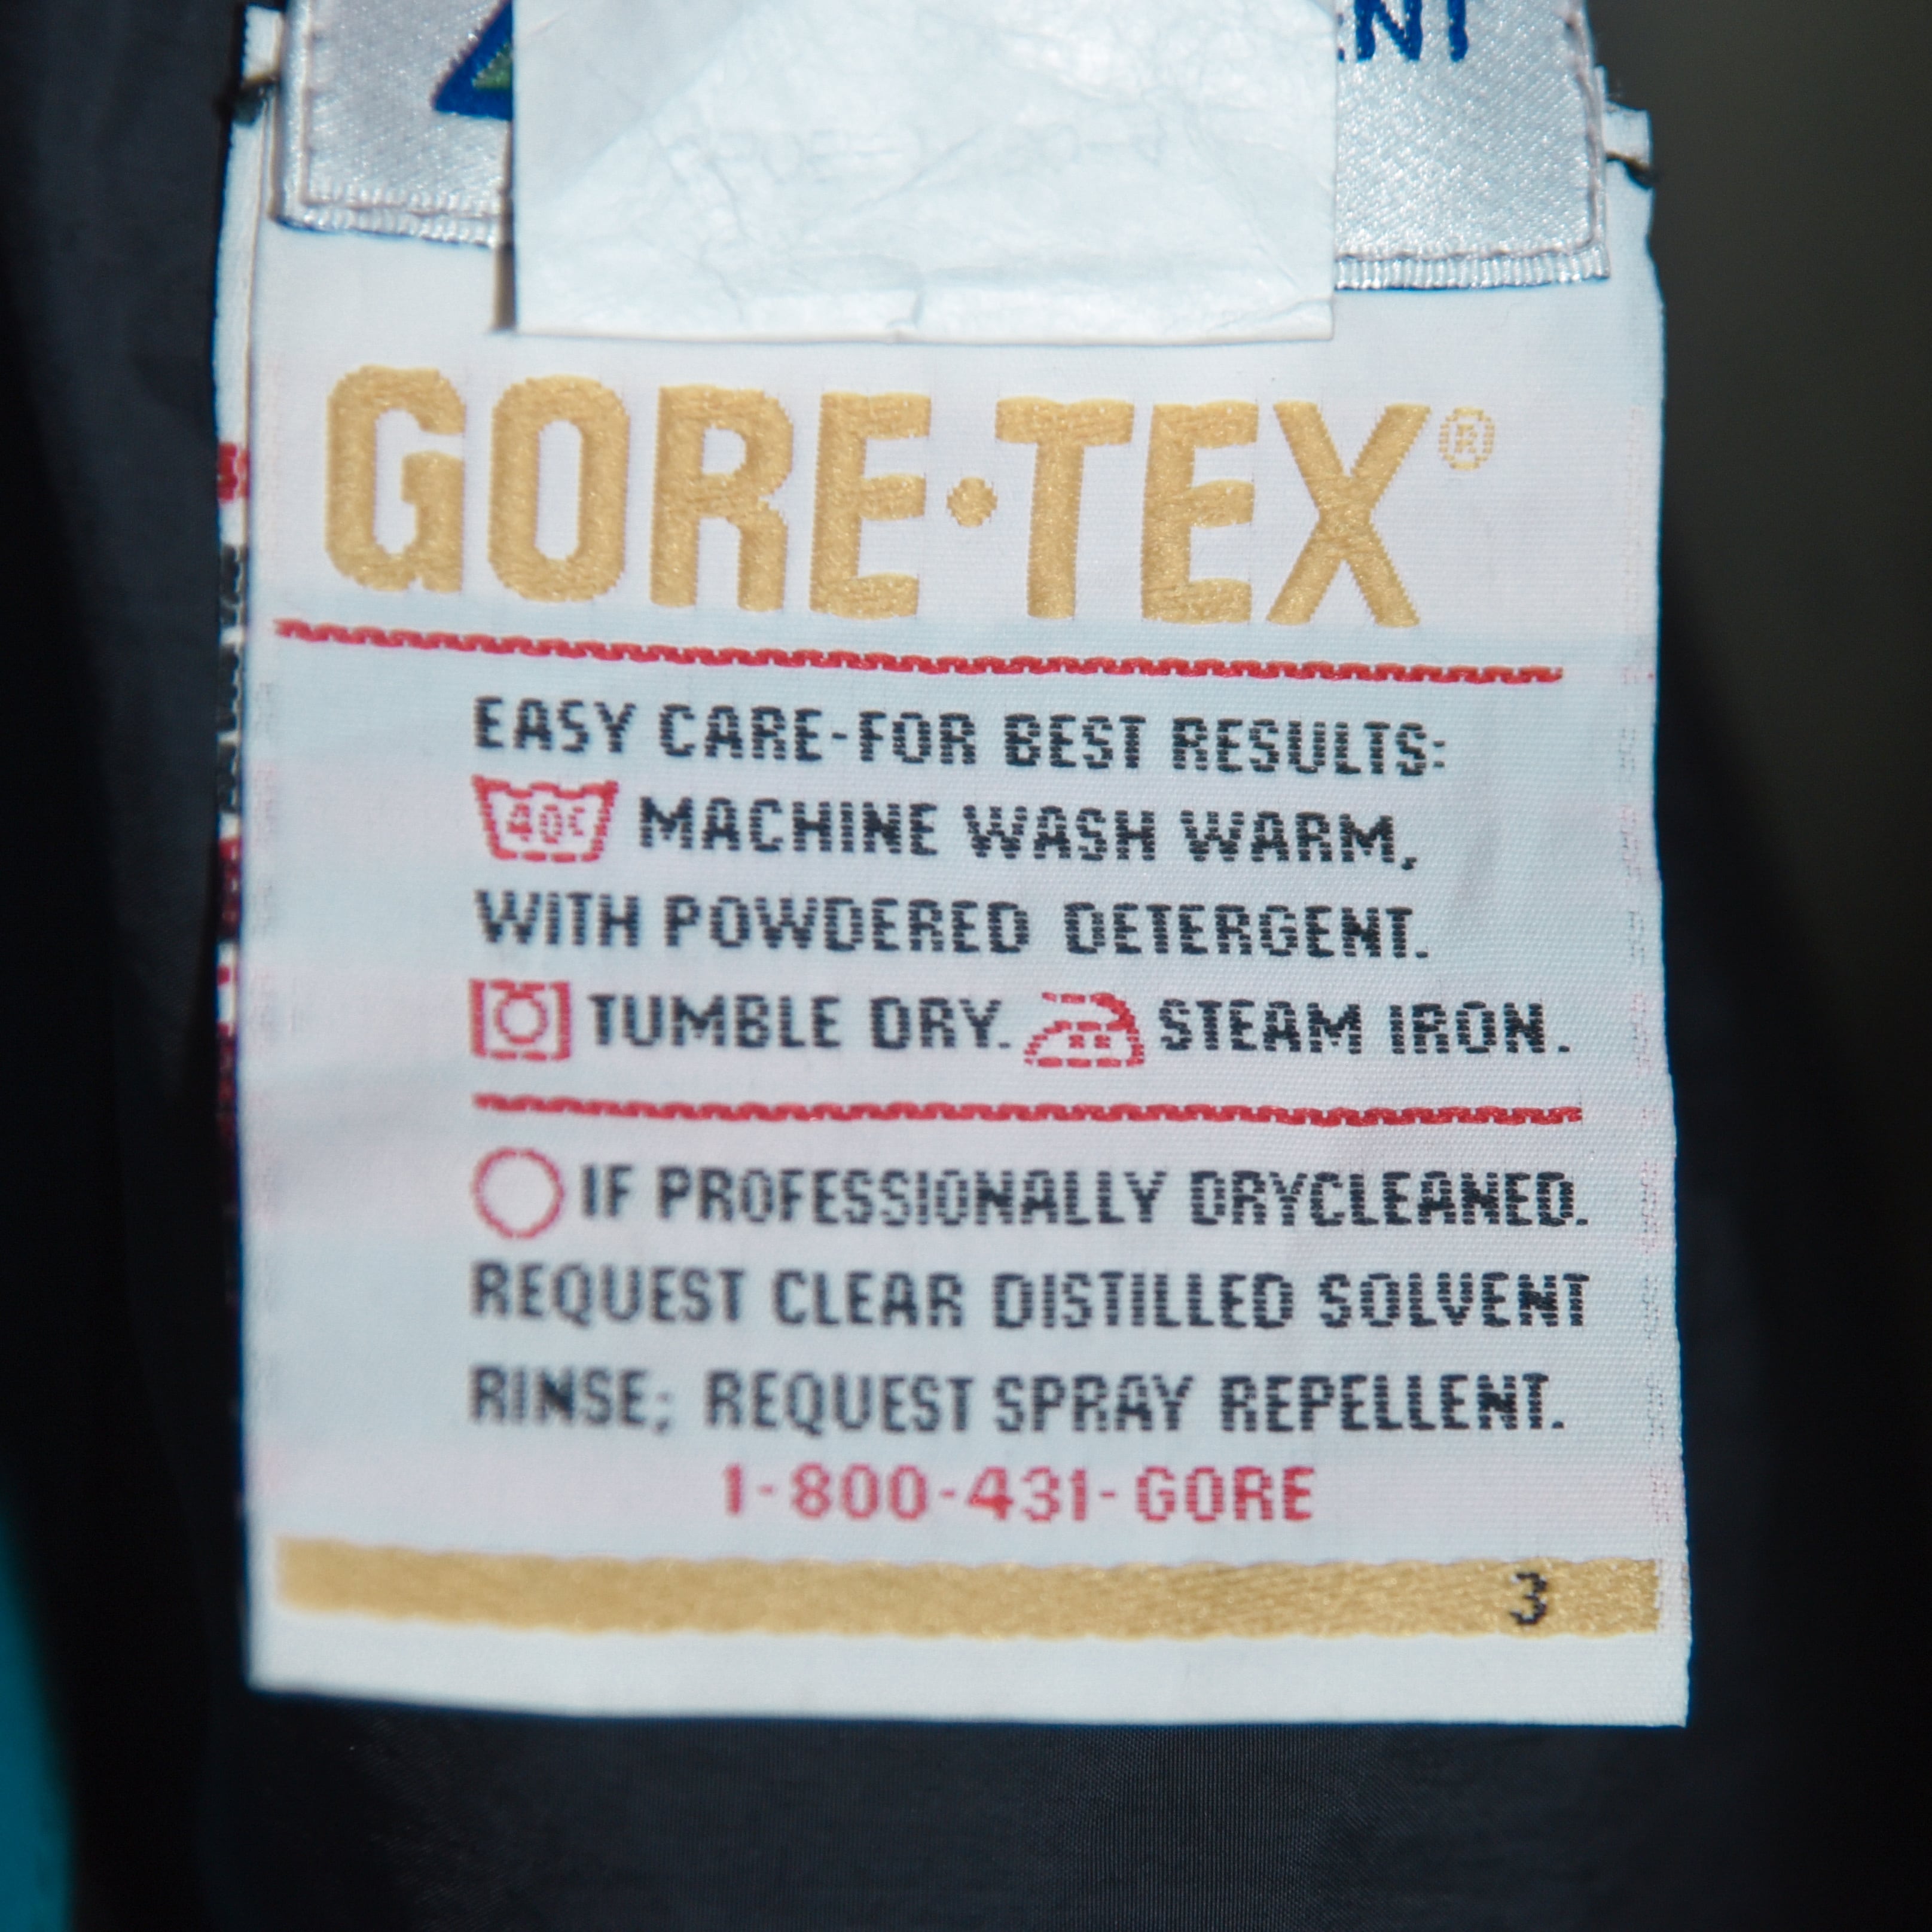 GORE·TEX®
EASY CARE-FOR BEST RESULTS:
40C MACHINE WASH WARM,
WITH POWDERED DETERGENT.
TUMBLE DRY. STEAM IRON.
IF PROFESSIONALLY DRYCLEANED.
REQUEST CLEAR DISTILLED SOLVENT
RINSE; REQUEST SPRAY REPELLENT.
1-800-431-GORE
3